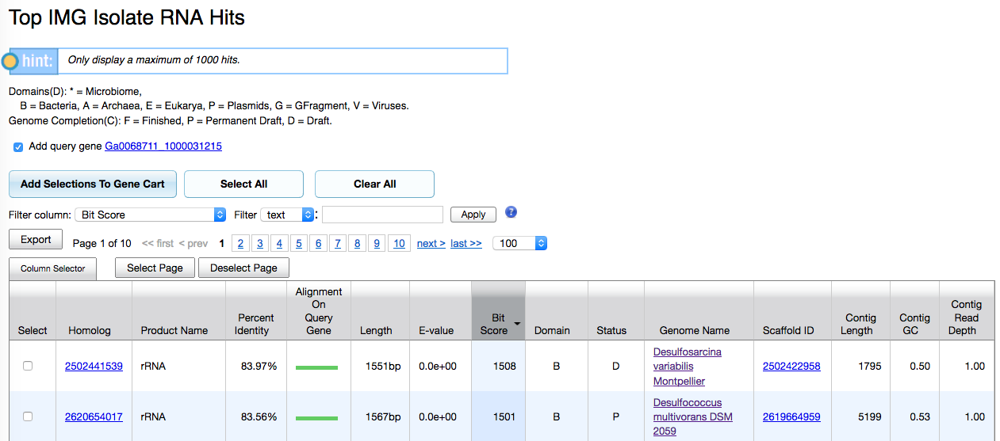 Top IMG Isolate RNA Hits
hint: Only display a maximum of 1000 hits.
Domains(D): * = Microbiome,
B = Bacteria, A = Archaea, E = Eukarya, P = Plasmids, G = GFragment, V = Viruses.
Genome Completion(C): F = Finished, P = Permanent Draft, D = Draft.
Add query gene Ga0068711_1000031215
Add Selections To Gene Cart Select All Clear All
Filter column: Bit Score Filter text : Apply ?
Export Page 1 of 10 << first < prev 1 2 3 4 5 6 7 8 9 10 next > last >> 100
Column Selector Select Page Deselect Page
Select Homolog Product Name Percent Identity Alignment On Query Gene Length E-value Bit Score Domain Status Genome Name Scaffold ID Contig Length Contig GC Contig Read Depth
2502441539 rRNA 83.97% 1551bp 0.0e+00 1508 B D Desulfosarcina variabilis Montpellier 2502422958 1795 0.50 1.00
2620654017 rRNA 83.56% 1567bp 0.0e+00 1501 B P Desulfococcus multivorans DSM 2059 2619664959 5199 0.53 1.00